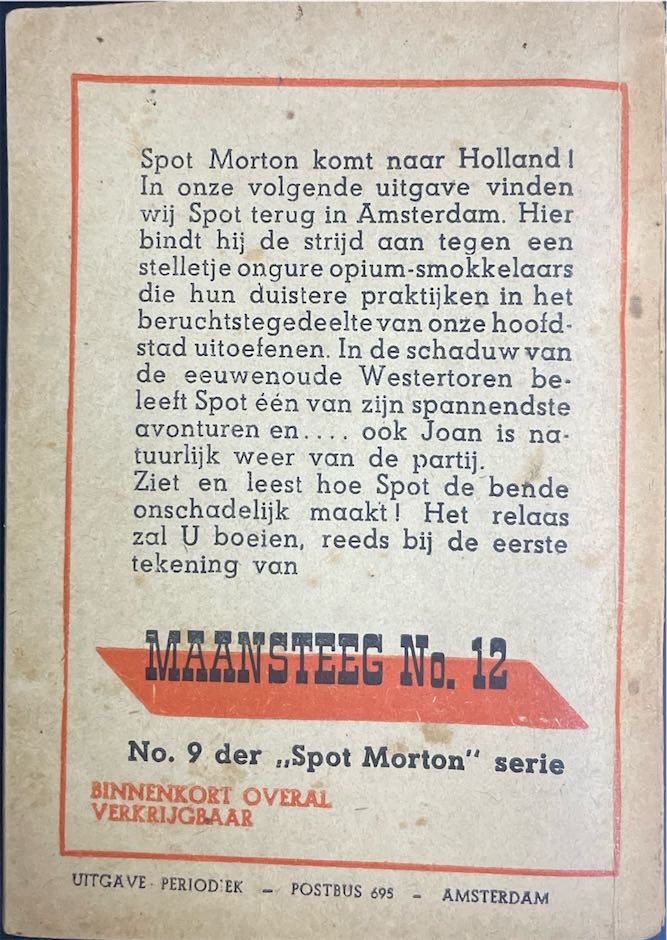 Spot Morton komt naar Holland!
In onze volgende uitgave vinden
wij Spot terug in Amsterdam. Hier
bindt hij de strijd aan tegen een
stelletje ongure opium-smokkelaars
die hun duistere praktijken in het
beruchtste gedeelte van onze hoofd-
stad uitoefenen. In de schaduw van
de eeuwenoude Westertoren be-
leeft Spot één van zijn spannendste
avonturen en.... ook Joan is na-
tuurlijk weer van de partij.
Ziet en leest hoe Spot de bende
onschadelijk maakt! Het relaas
zal U boeien, reeds bij de eerste
tekening van
MAANSTEEG No. 12
No. 9 der „Spot Morton" serie
BINNENKORT OVERAL
VERKRIJGBAAR
UITGAVE PERIODIEK – POSTBUS 695 – AMSTERDAM